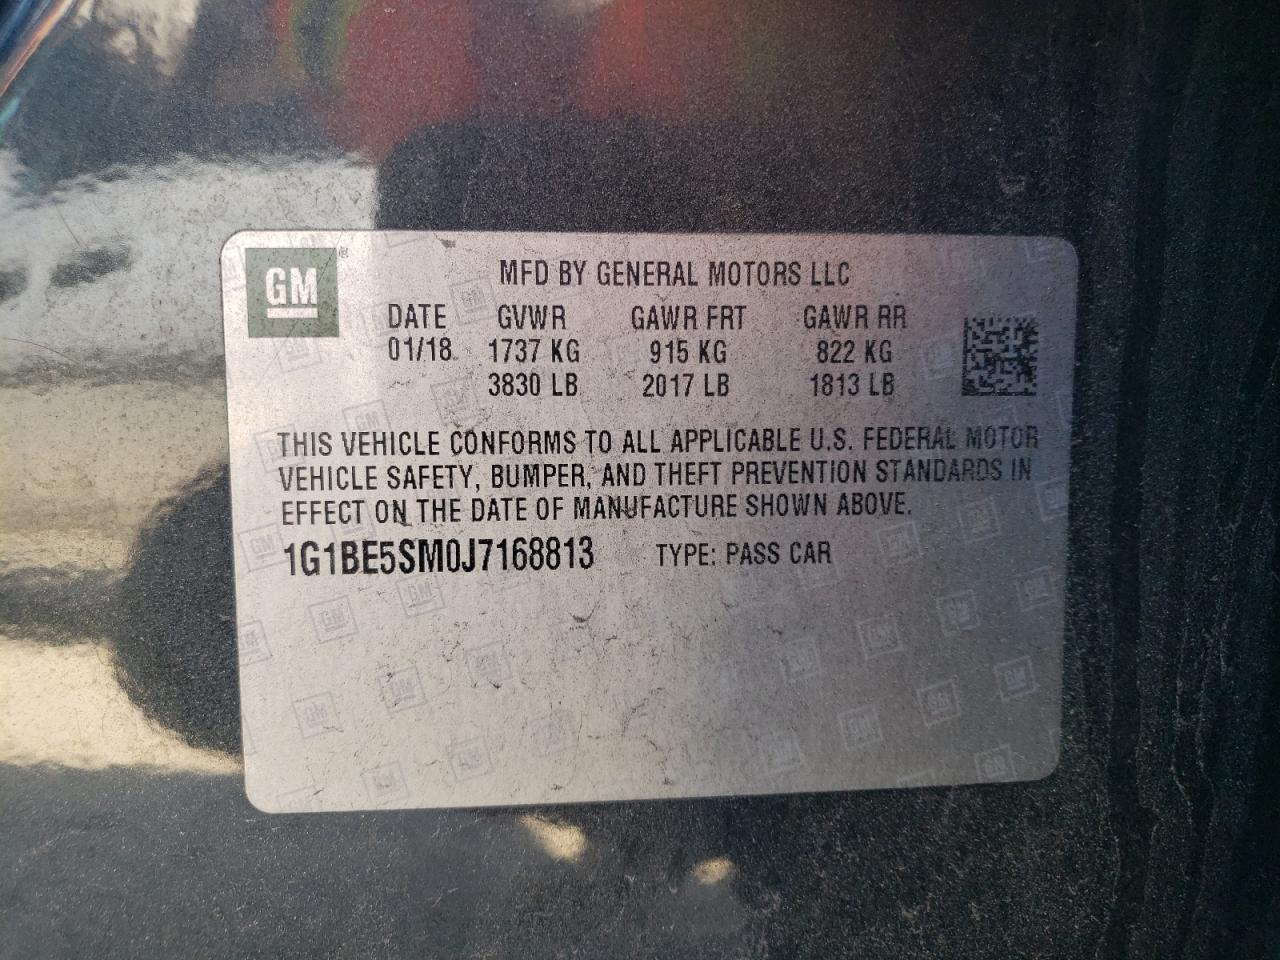 GM ®
MFD BY GENERAL MOTORS LLC
DATE GVWR GAWR FRT GAWR RR
01/18 1737 KG 915 KG 822 KG
3830 LB 2017 LB 1813 LB
THIS VEHICLE CONFORMS TO ALL APPLICABLE U.S. FEDERAL MOTOR
VEHICLE SAFETY, BUMPER, AND THEFT PREVENTION STANDARDS IN
EFFECT ON THE DATE OF MANUFACTURE SHOWN ABOVE.
1G1BE5SM0J7168813 TYPE: PASS CAR